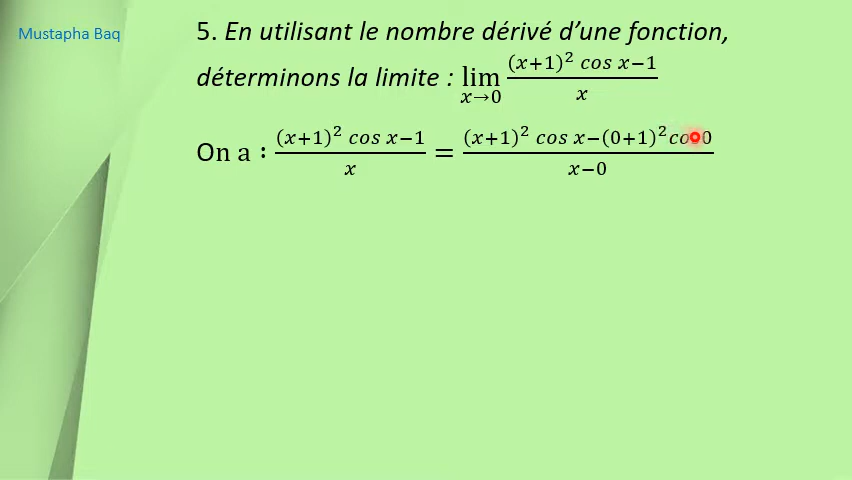 Mustapha Baq
5. En utilisant le nombre dérivé d'une fonction,
déterminons la limite : lim x→0 ((x+1)² cos x−1)/x
On a : ((x+1)² cos x−1)/x = ((x+1)² cos x−(0+1)² cos 0)/(x−0)